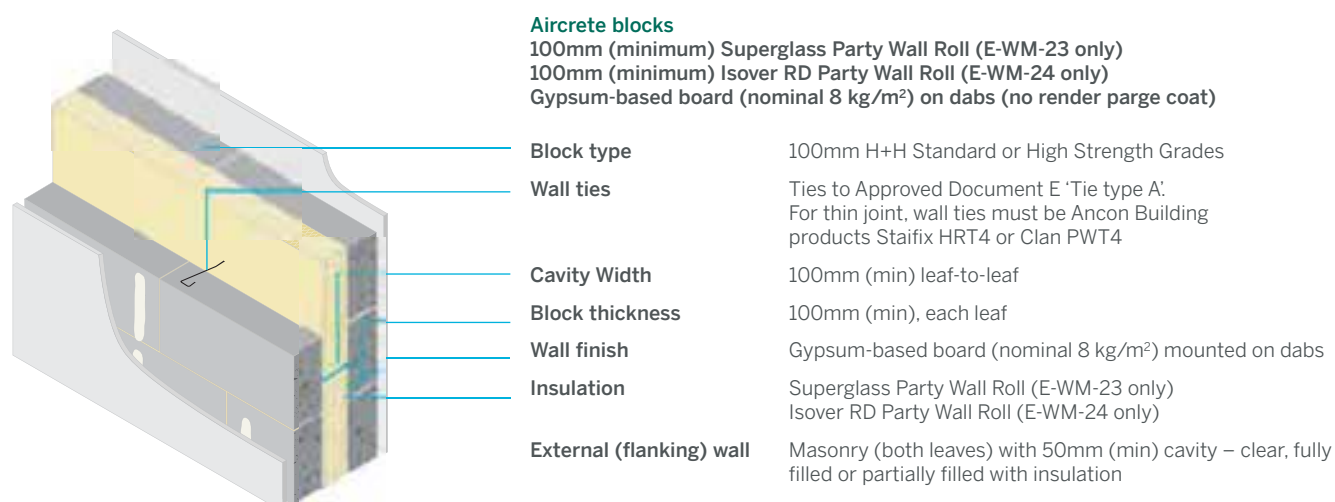 Aircrete blocks
100mm (minimum) Superglass Party Wall Roll (E-WM-23 only)
100mm (minimum) Isover RD Party Wall Roll (E-WM-24 only)
Gypsum-based board (nominal 8 kg/m²) on dabs (no render parge coat)
Block type 100mm H+H Standard or High Strength Grades
Wall ties Ties to Approved Document E ‘Tie type A’.
For thin joint, wall ties must be Ancon Building
products Staifix HRT4 or Clan PWT4
Cavity Width 100mm (min) leaf-to-leaf
Block thickness 100mm (min), each leaf
Wall finish Gypsum-based board (nominal 8 kg/m²) mounted on dabs
Insulation Superglass Party Wall Roll (E-WM-23 only)
Isover RD Party Wall Roll (E-WM-24 only)
External (flanking) wall Masonry (both leaves) with 50mm (min) cavity – clear, fully
filled or partially filled with insulation